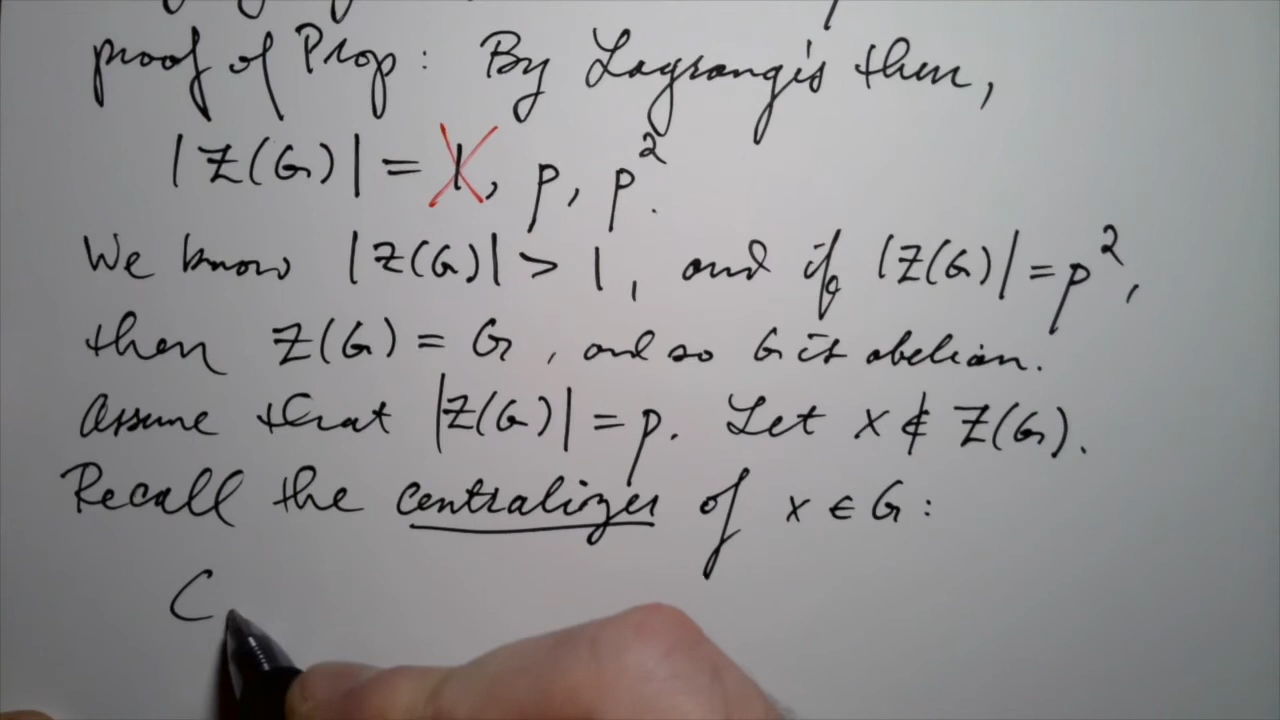 proof of Prop: By Lagrange's thm,
|Z(G)| = 1, p, p².
We know |Z(G)| > 1, and if |Z(G)| = p²,
then Z(G) = G, and so G is abelian.
Assume that |Z(G)| = p. Let x ∉ Z(G).
Recall the centralizer of x ∈ G:
C